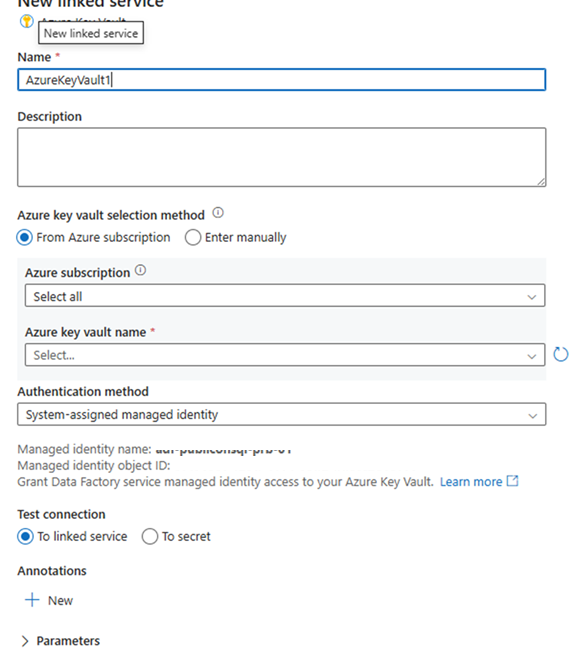 New linked service
Azure Key Vault
New linked service
Name *
AzureKeyVault1
Description
Azure key vault selection method
From Azure subscription
Enter manually
Azure subscription
Select all
Azure key vault name *
Select...
Authentication method
System-assigned managed identity
Managed identity name:
Managed identity object ID:
Grant Data Factory service managed identity access to your Azure Key Vault. Learn more
Test connection
To linked service
To secret
Annotations
New
Parameters